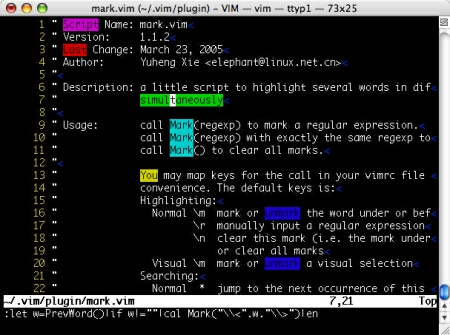 mark.vim (~/.vim/plugin) – VIM — vim — ttyp1 — 73x25
1 " Script Name: mark.vim<
2 " Version:     1.1.2<
3 " Last Change: March 23, 2005<
4 " Author:      Yuheng Xie <elephant@linux.net.cn><
5 "<
6 " Description: a little script to highlight several words in dif
7 "              simultaneously<
8 "<
9 " Usage:       call Mark(regexp) to mark a regular expression.<
10 "              call Mark(regexp) with exactly the same regexp to
11 "              call Mark() to clear all marks.<
12 "<
13 "              You may map keys for the call in your vimrc file <
14 "              convenience. The default keys is:<
15 "              Highlighting:<
16 "                Normal \m  mark or unmark the word under or bef
17 "                       \r  manually input a regular expression<
18 "                       \n  clear this mark (i.e. the mark under
19 "                           or clear all marks<
20 "                Visual \m  mark or unmark a visual selection<
21 "              Searching:<
22 "                Normal  *  jump to the next occurrence of this
~/.vim/plugin/mark.vim 7,21 Top
:let w=PrevWord()|if w!=""|cal Mark("\\<".w."\\>")|en